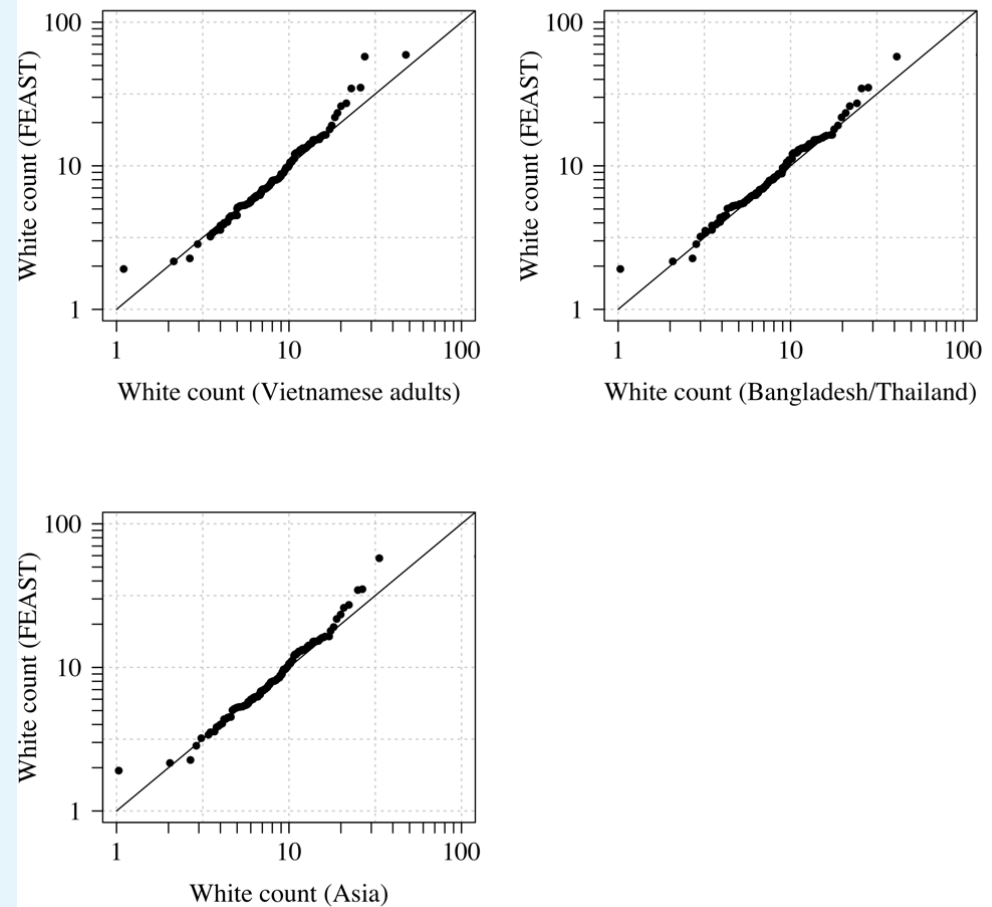 100
10
1
White count (FEAST)
1 10 100
White count (Vietnamese adults)
100
10
1
White count (FEAST)
1 10 100
White count (Bangladesh/Thailand)
100
10
1
White count (FEAST)
1 10 100
White count (Asia)